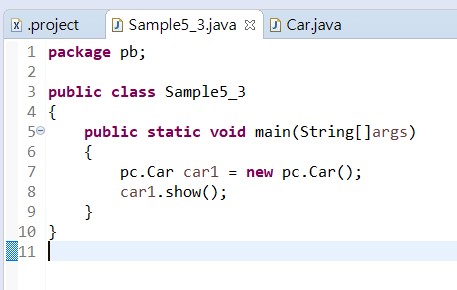 .project Sample5_3.java Car.java
1 package pb;
2
3 public class Sample5_3
4 {
5 public static void main(String[]args)
6 {
7 pc.Car car1 = new pc.Car();
8 car1.show();
9 }
10 }
11